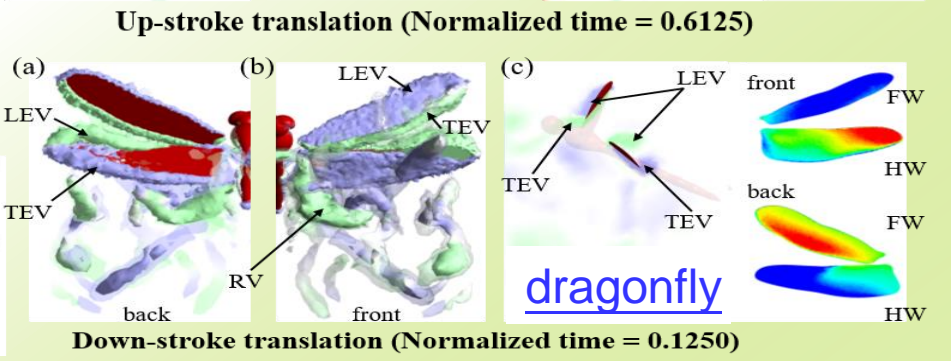 Up-stroke translation (Normalized time = 0.6125)
(a)
(b)
(c)
LEV
TEV
back
LEV
TEV
RV
front
LEV
TEV
TEV
dragonfly
front
FW
HW
back
FW
HW
Down-stroke translation (Normalized time = 0.1250)